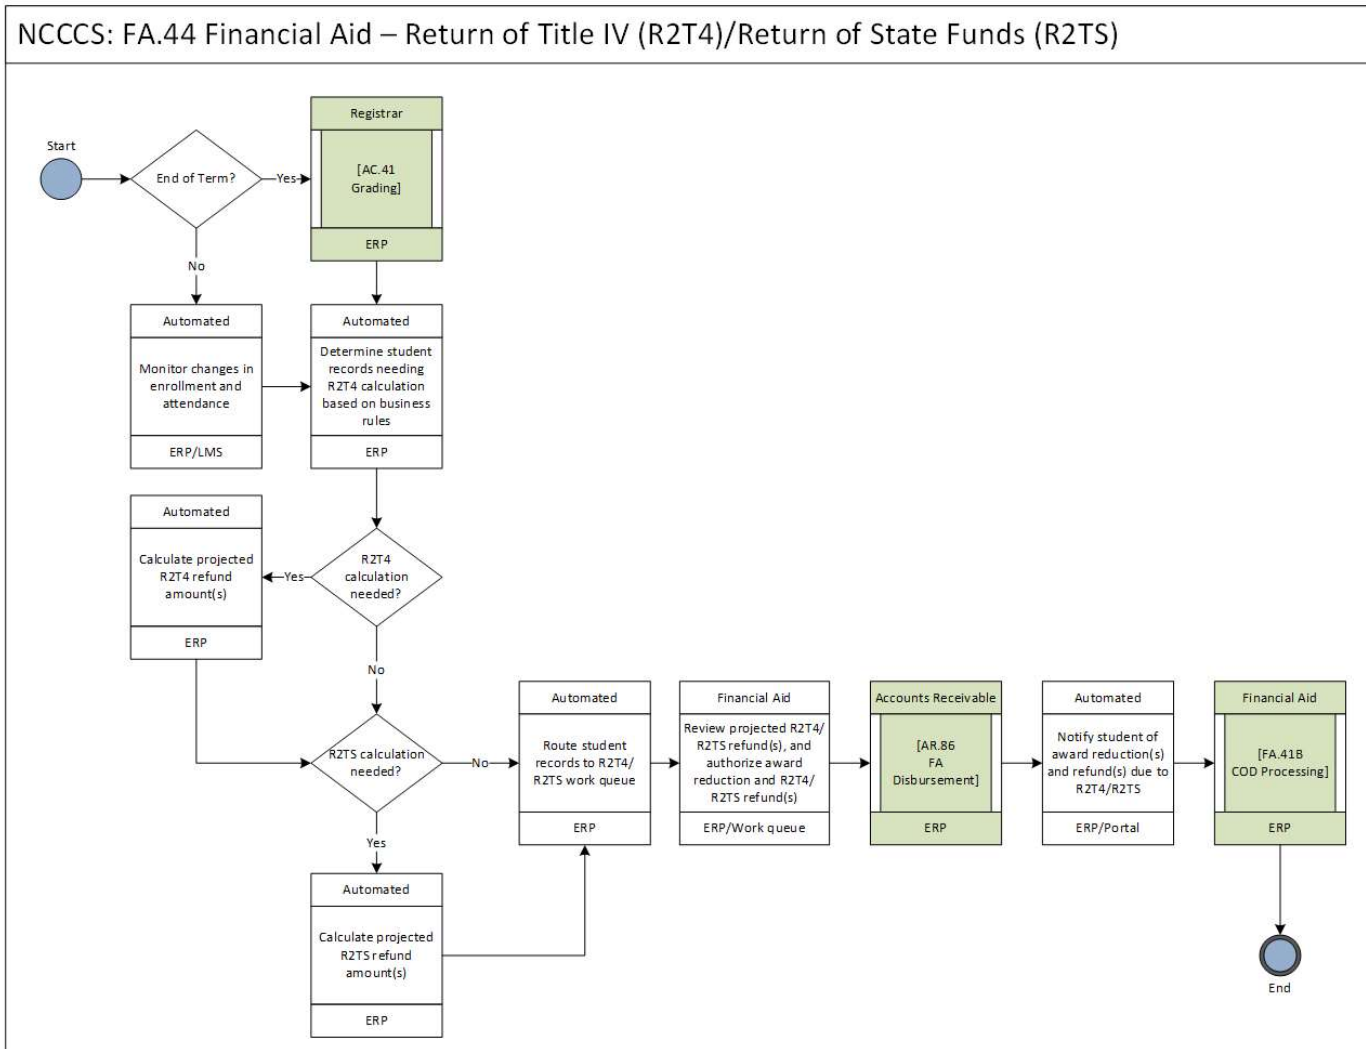 NCCCS: FA.44 Financial Aid – Return of Title IV (R2T4)/Return of State Funds (R2TS)
Start
End of Term?
Yes
No
Registrar
[AC.41
Grading]
ERP
Automated
Monitor changes in
enrollment and
attendance
ERP/LMS
Automated
Determine student
records needing
R2T4 calculation
based on business
rules
ERP
R2T4
calculation
needed?
Yes
No
Automated
Calculate projected
R2T4 refund
amount(s)
ERP
R2TS calculation
needed?
No
Yes
Automated
Calculate projected
R2TS refund
amount(s)
ERP
Automated
Route student
records to R2T4/
R2TS work queue
ERP
Financial Aid
Review projected R2T4/
R2TS refund(s), and
authorize award
reduction and R2T4/
R2TS refund(s)
ERP/Work queue
Accounts Receivable
[AR.86
FA
Disbursement]
ERP
Automated
Notify student of
award reduction(s)
and refund(s) due to
R2T4/R2TS
ERP/Portal
Financial Aid
[FA.41B
COD Processing]
ERP
End